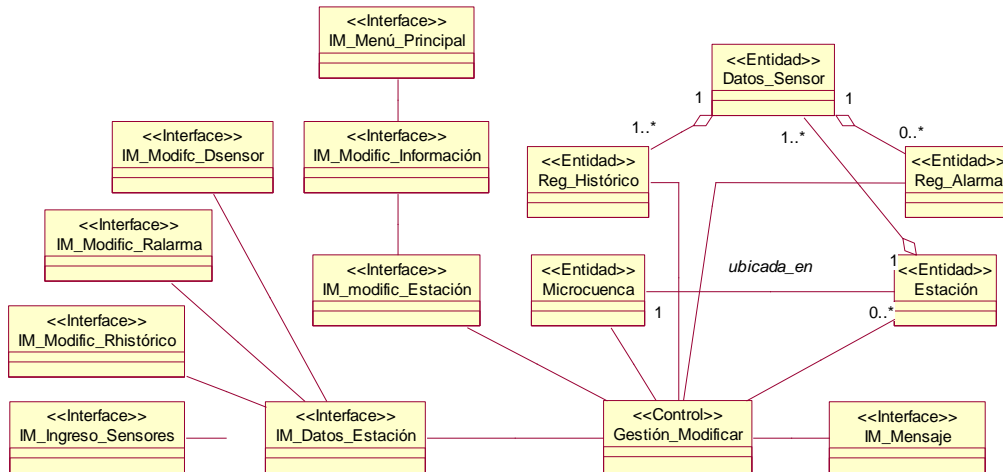 <<Interface>>
IM_Menú_Principal
<<Entidad>>
Datos_Sensor
1
1
1..*
1..*
0..*
<<Interface>>
IM_Modifc_Dsensor
<<Interface>>
IM_Modific_Información
<<Entidad>>
Reg_Histórico
<<Entidad>>
Reg_Alarma
<<Interface>>
IM_Modific_Ralarma
<<Interface>>
IM_modific_Estación
<<Entidad>>
Microcuenca
ubicada_en
1
<<Entidad>>
Estación
1
0..*
<<Interface>>
IM_Modific_Rhistórico
<<Interface>>
IM_Ingreso_Sensores
<<Interface>>
IM_Datos_Estación
<<Control>>
Gestión_Modificar
<<Interface>>
IM_Mensaje